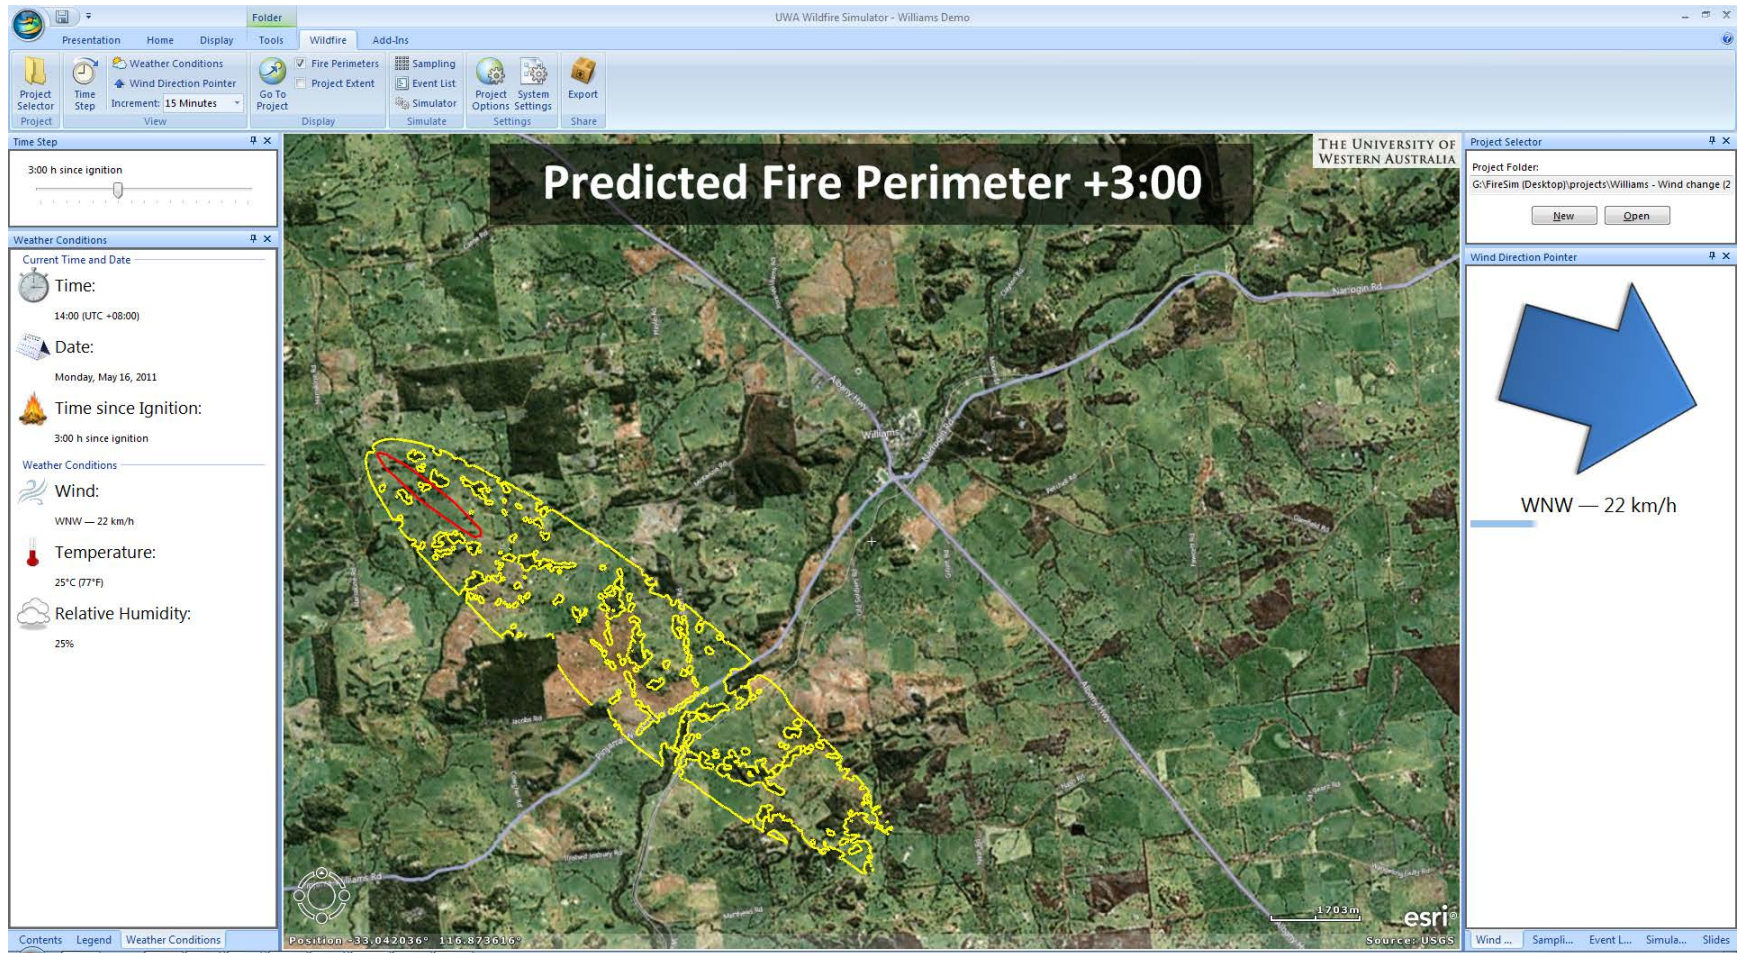 Folder
UWA Wildfire Simulator - Williams Demo
Presentation Home Display Tools Wildfire Add-Ins
Project Selector
Project
Time Step
Weather Conditions
Wind Direction Pointer
Increment: 15 Minutes
View
Go To Project
Fire Perimeters
Project Extent
Display
Sampling
Event List
Simulator
Simulate
Project Options
System Settings
Settings
Export
Share
Time Step
3:00 h since ignition
Weather Conditions
Current Time and Date
Time:
14:00 (UTC +08:00)
Date:
Monday, May 16, 2011
Time since Ignition:
3:00 h since ignition
Weather Conditions
Wind:
WNW — 22 km/h
Temperature:
25°C (77°F)
Relative Humidity:
25%
Contents Legend Weather Conditions
Predicted Fire Perimeter +3:00
THE UNIVERSITY OF
WESTERN AUSTRALIA
Narrogin Rd
Albany Hwy
Williams
Narrogin Rd
Albany Hwy
Jacobs Rd
1703m
esri
Position -33.042036° 116.873616°
Source: USGS
Project Selector
Project Folder:
G:\FireSim (Desktop)\projects\Williams - Wind change (2
New Open
Wind Direction Pointer
WNW — 22 km/h
Wind ... Sampli... Event L... Simula... Slides